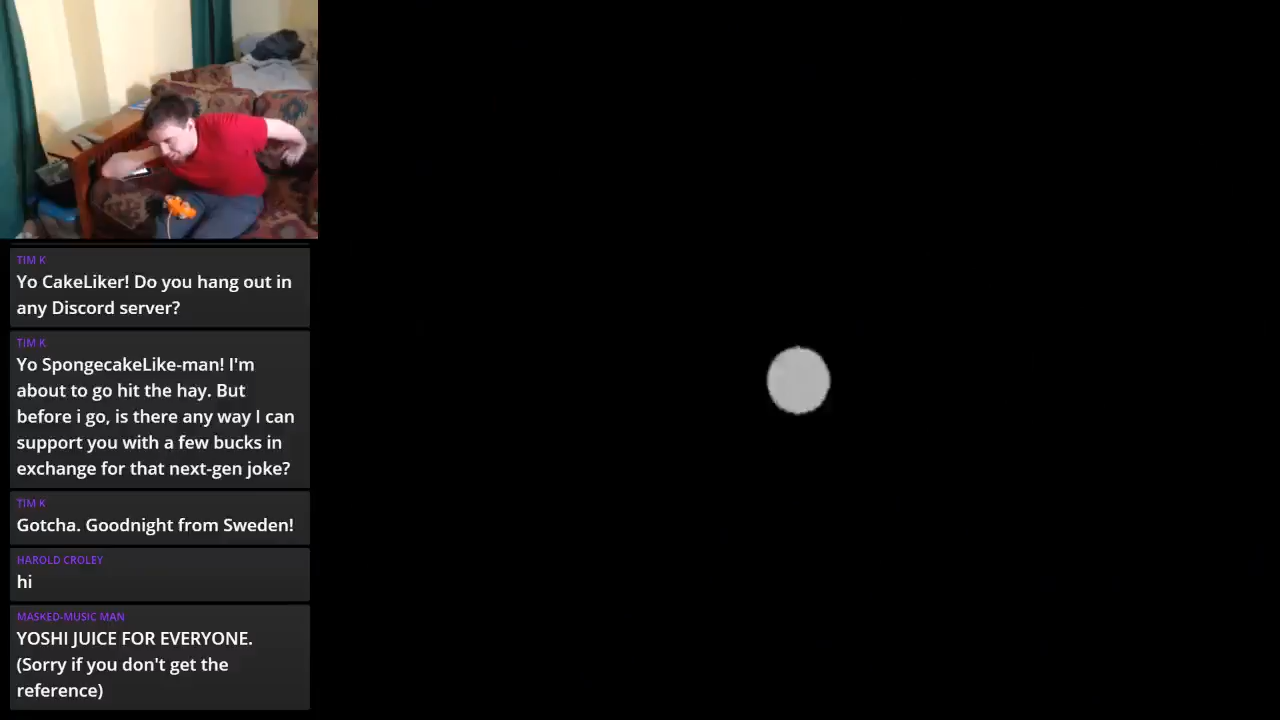 TIM K
Yo CakeLiker! Do you hang out in
any Discord server?
TIM K
Yo SpongecakeLike-man! I'm
about to go hit the hay. But
before i go, is there any way I can
support you with a few bucks in
exchange for that next-gen joke?
TIM K
Gotcha. Goodnight from Sweden!
HAROLD CROLEY
hi
MASKED-MUSIC MAN
YOSHI JUICE FOR EVERYONE.
(Sorry if you don't get the
reference)